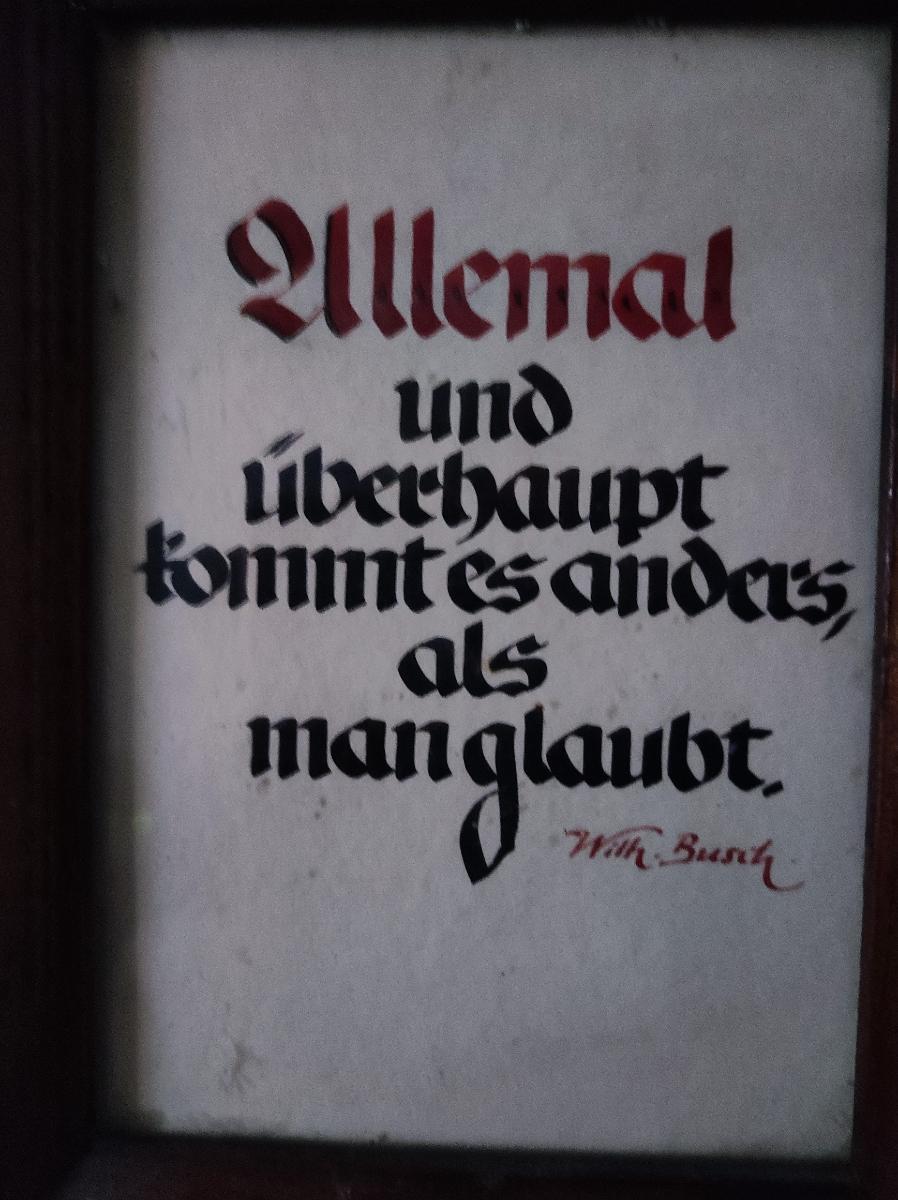 Allemal
und
überhaupt
kommt es anders,
als
man glaubt.
Wilh. Busch